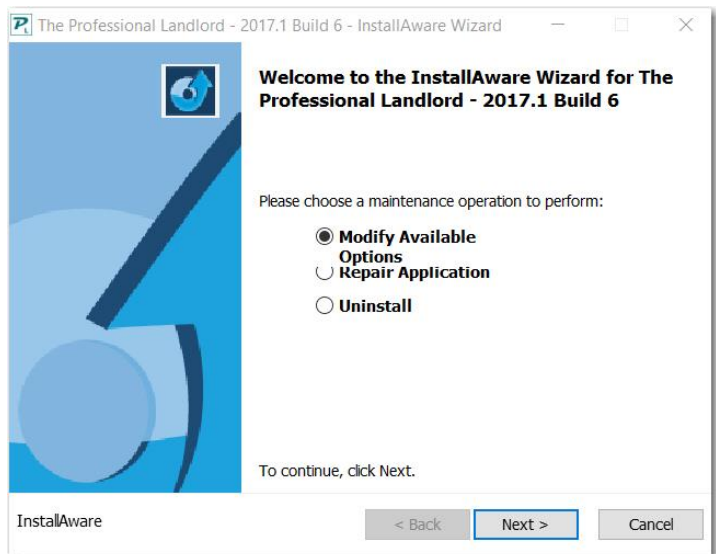 The Professional Landlord - 2017.1 Build 6 - InstallAware Wizard
Welcome to the InstallAware Wizard for The
Professional Landlord - 2017.1 Build 6
Please choose a maintenance operation to perform:
Modify Available
Options
Repair Application
Uninstall
To continue, click Next.
InstallAware
< Back
Next >
Cancel